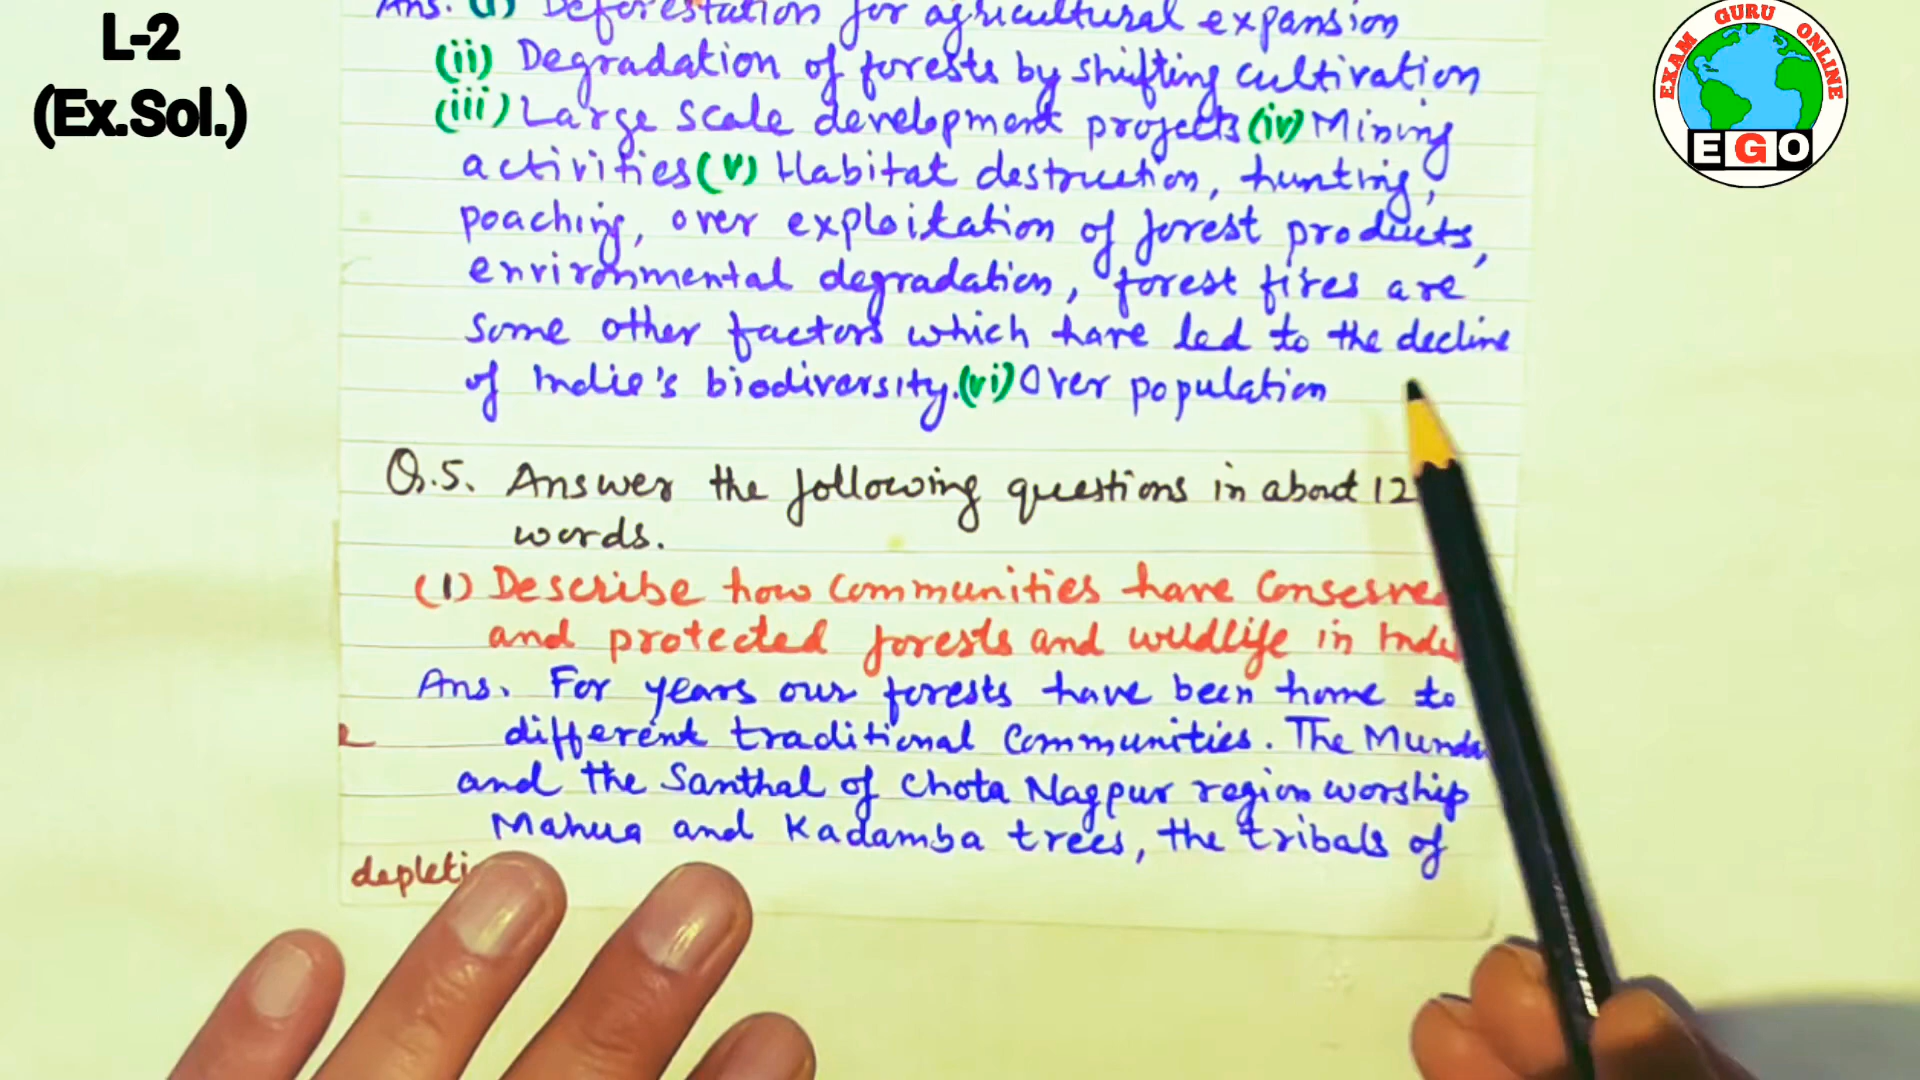 L-2
(Ex.Sol.)
EXAM GURU ONLINE
EGO
Ans. (i) Deforestation for agricultural expansion
(ii) Degradation of forests by shifting cultivation
(iii) Large scale development projects (iv) Mining
activities (v) Habitat destruction, hunting,
poaching, over exploitation of forest products,
environmental degradation, forest fires are
some other factors which have led to the decline
of India's biodiversity. (vi) Over population
Q.5. Answer the following questions in about 12
words.
(1) Describe how communities have conserved
and protected forests and wildlife in India
Ans. For years our forests have been home to
different traditional communities. The Munda
and the Santhal of Chota Nagpur region worship
Mahua and Kadamba trees, the tribals of
depleti